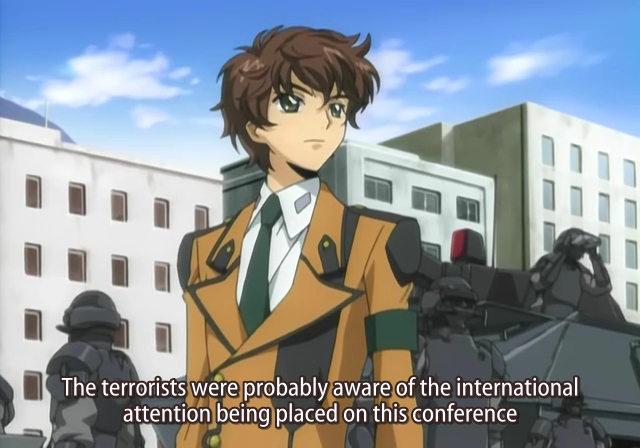 The terrorists were probably aware of the international
attention being placed on this conference